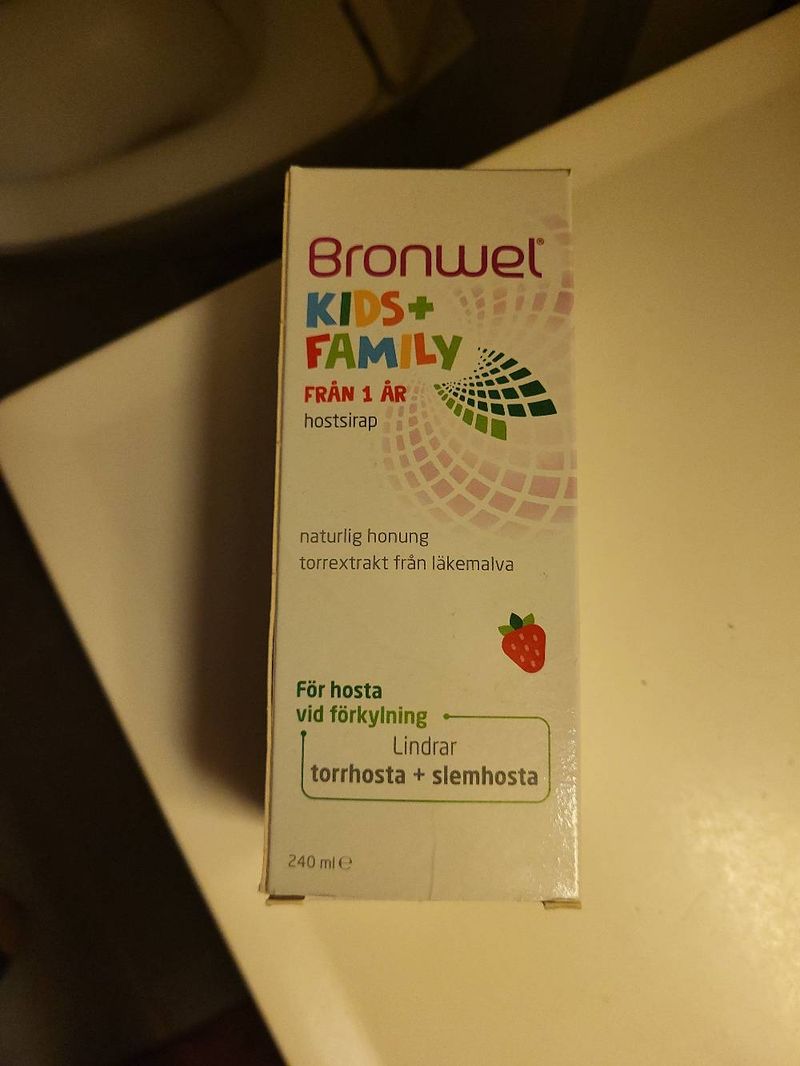 Bronwel®
KIDS+
FAMILY
FRÅN 1 ÅR
hostsirap
naturlig honung
torrextrakt från läkemalva
För hosta
vid förkylning
Lindrar
torrhosta + slemhosta
240 ml ℮